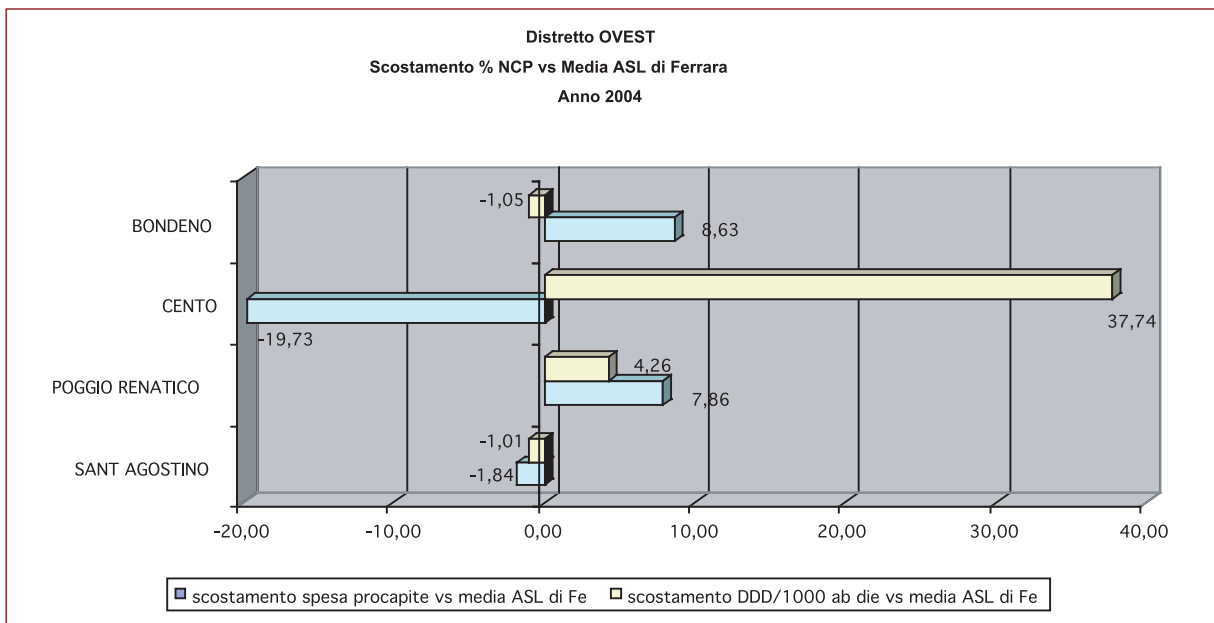 Distretto OVEST
Scostamento % NCP vs Media ASL di Ferrara
Anno 2004
BONDENO
-1,05
8,63
CENTO
-19,73
37,74
POGGIO RENATICO
4,26
7,86
SANT AGOSTINO
-1,01
-1,84
-20,00 -10,00 0,00 10,00 20,00 30,00 40,00
scostamento spesa procapite vs media ASL di Fe scostamento DDD/1000 ab die vs media ASL di Fe